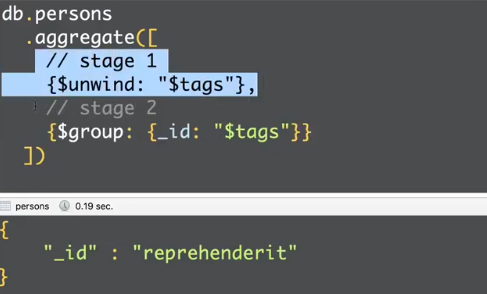 db.persons
.aggregate([
// stage 1
{$unwind: "$tags"},
// stage 2
{$group: {_id: "$tags"}}
])
persons 0.19 sec.
{
"_id" : "reprehenderit"
}